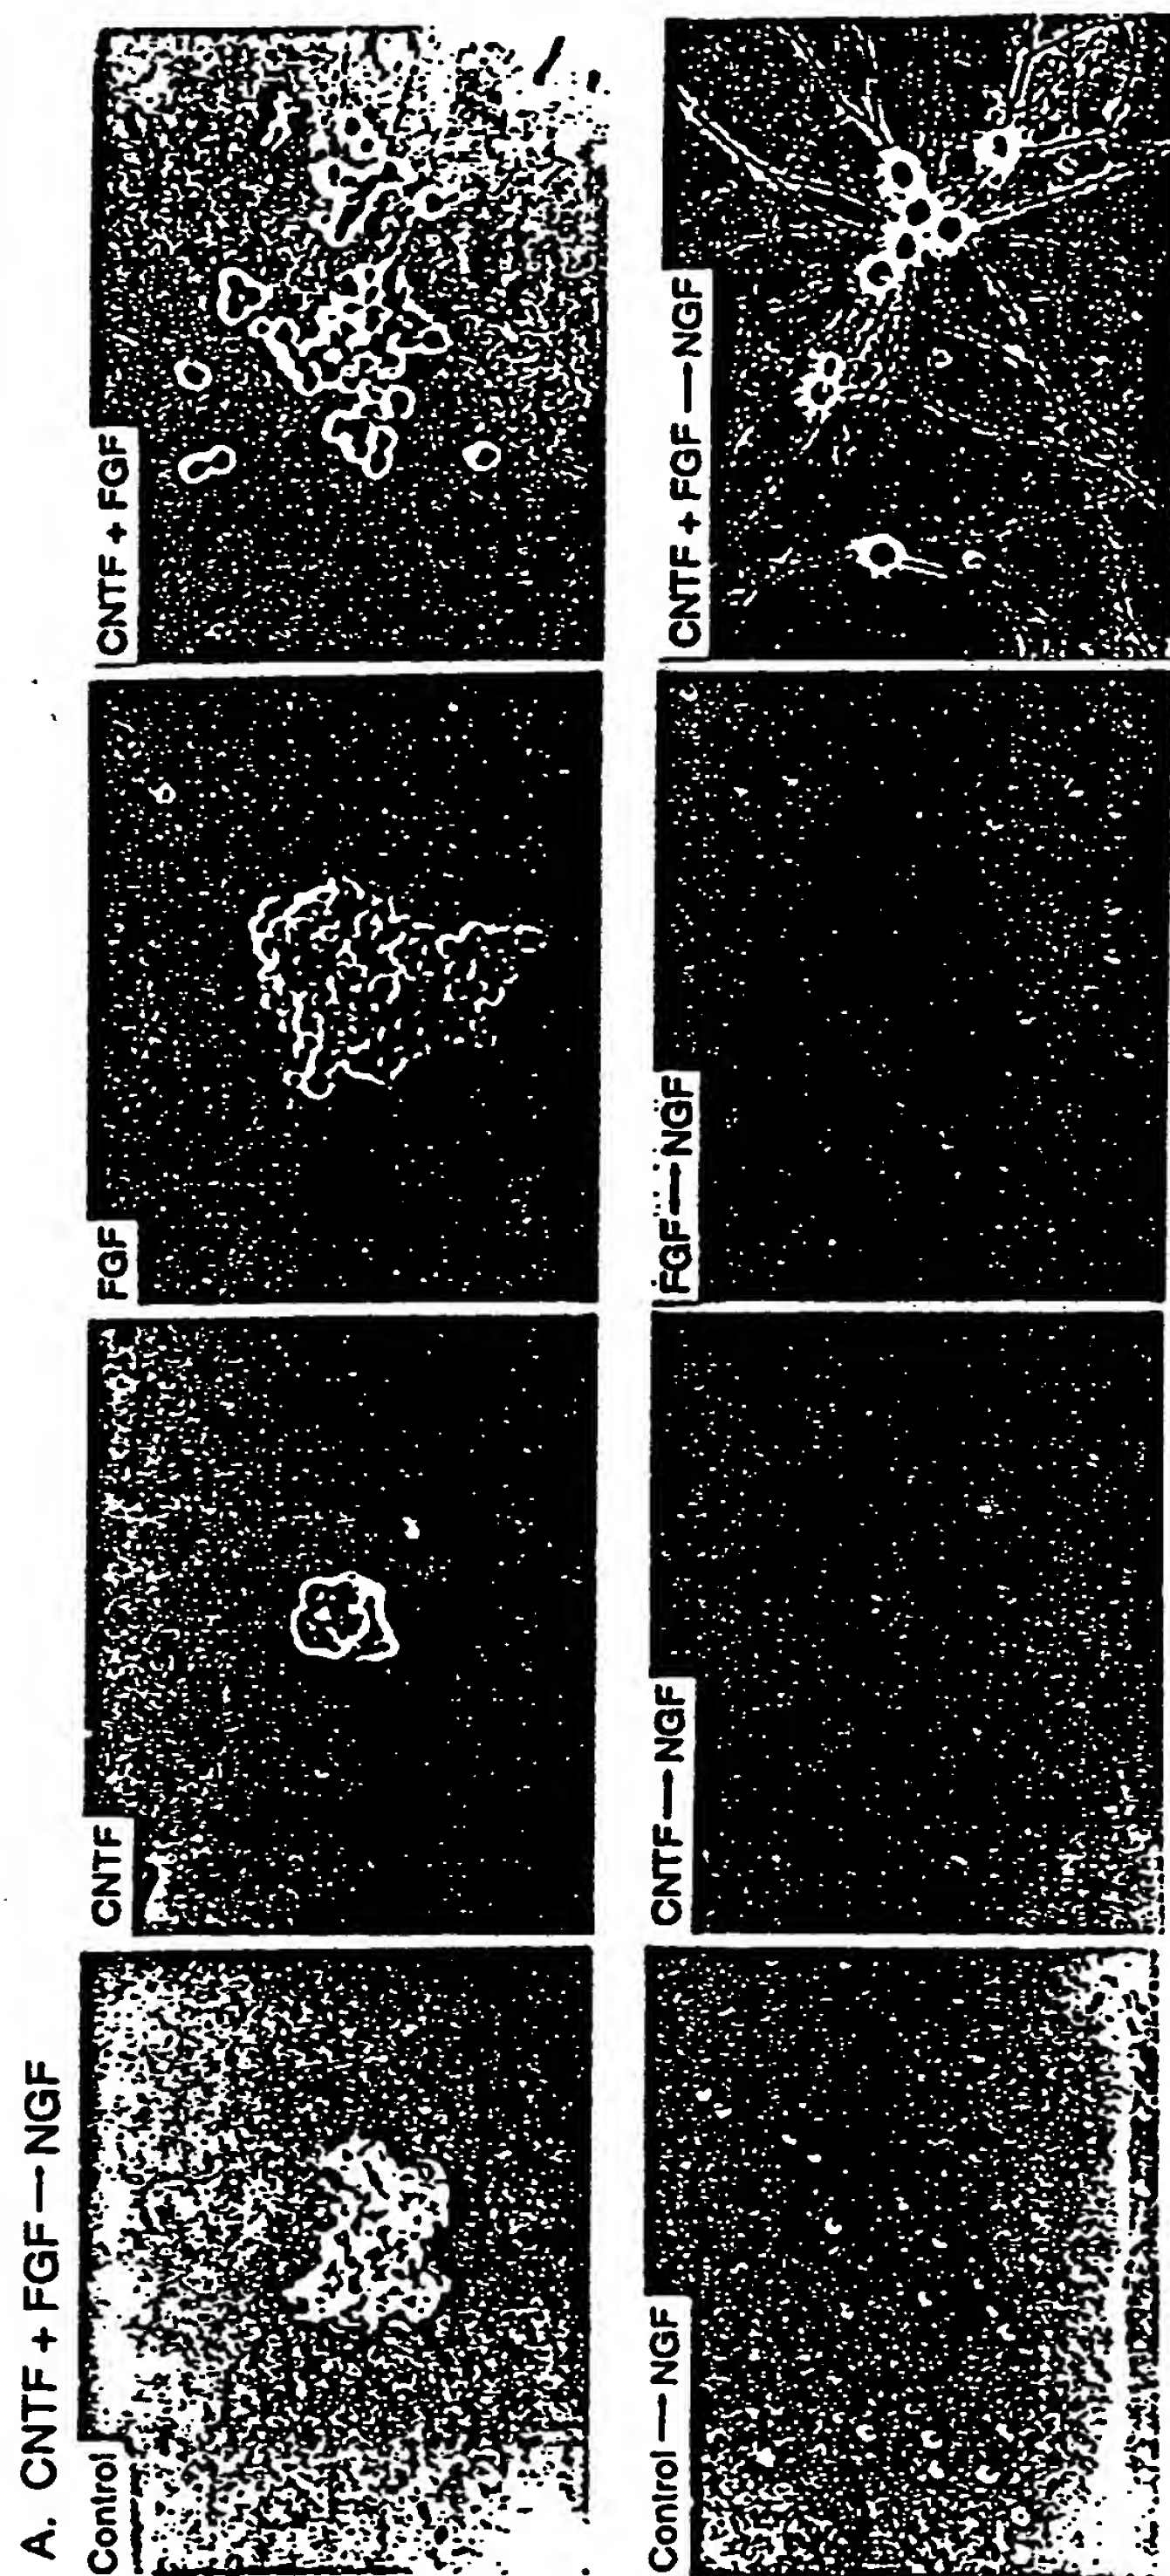 A. CNTF + FGF → NGF
Control
CNTF
FGF
CNTF + FGF
Control → NGF
CNTF → NGF
FGF → NGF
CNTF + FGF → NGF